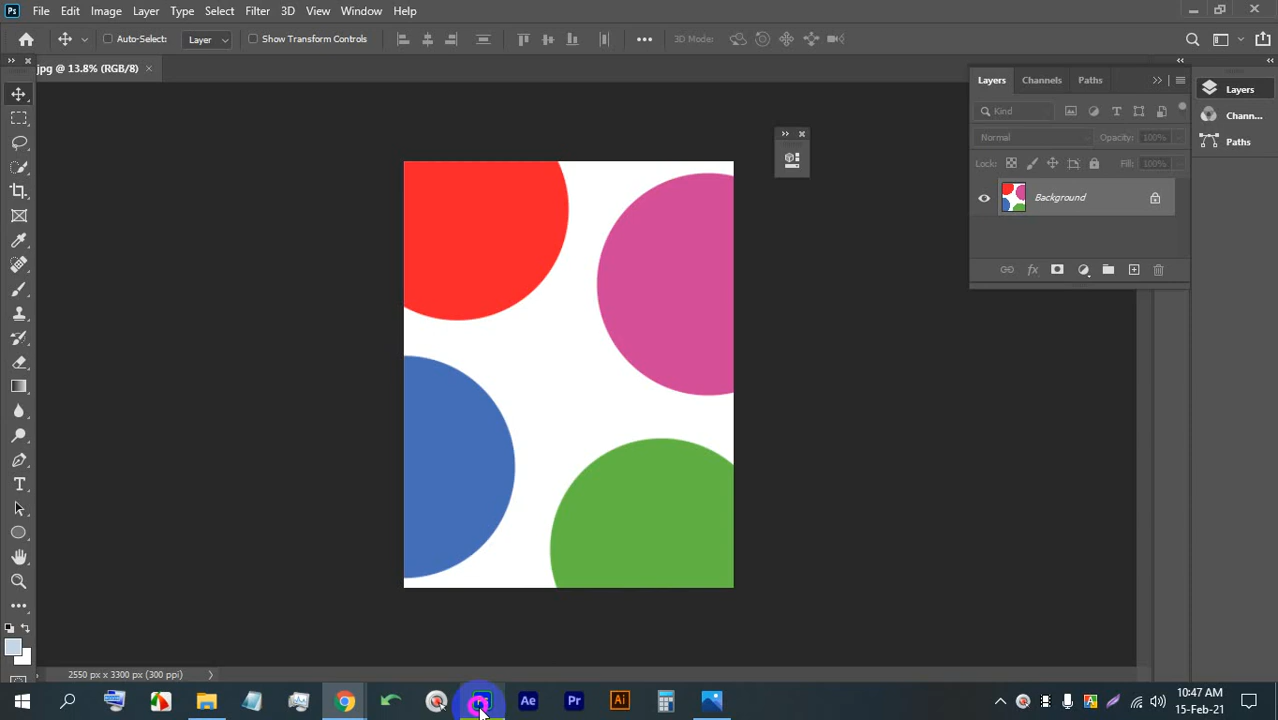 Ps File Edit Image Layer Type Select Filter 3D View Window Help
Auto-Select: Layer Show Transform Controls 3D Mode:
jpg @ 13.8% (RGB/8)
Layers Channels Paths
Layers
Kind
Chann...
Normal Opacity: 100%
Paths
Lock: Fill: 100%
Background
2550 px x 3300 px (300 ppi)
Ae Pr Ai
10:47 AM
15-Feb-21